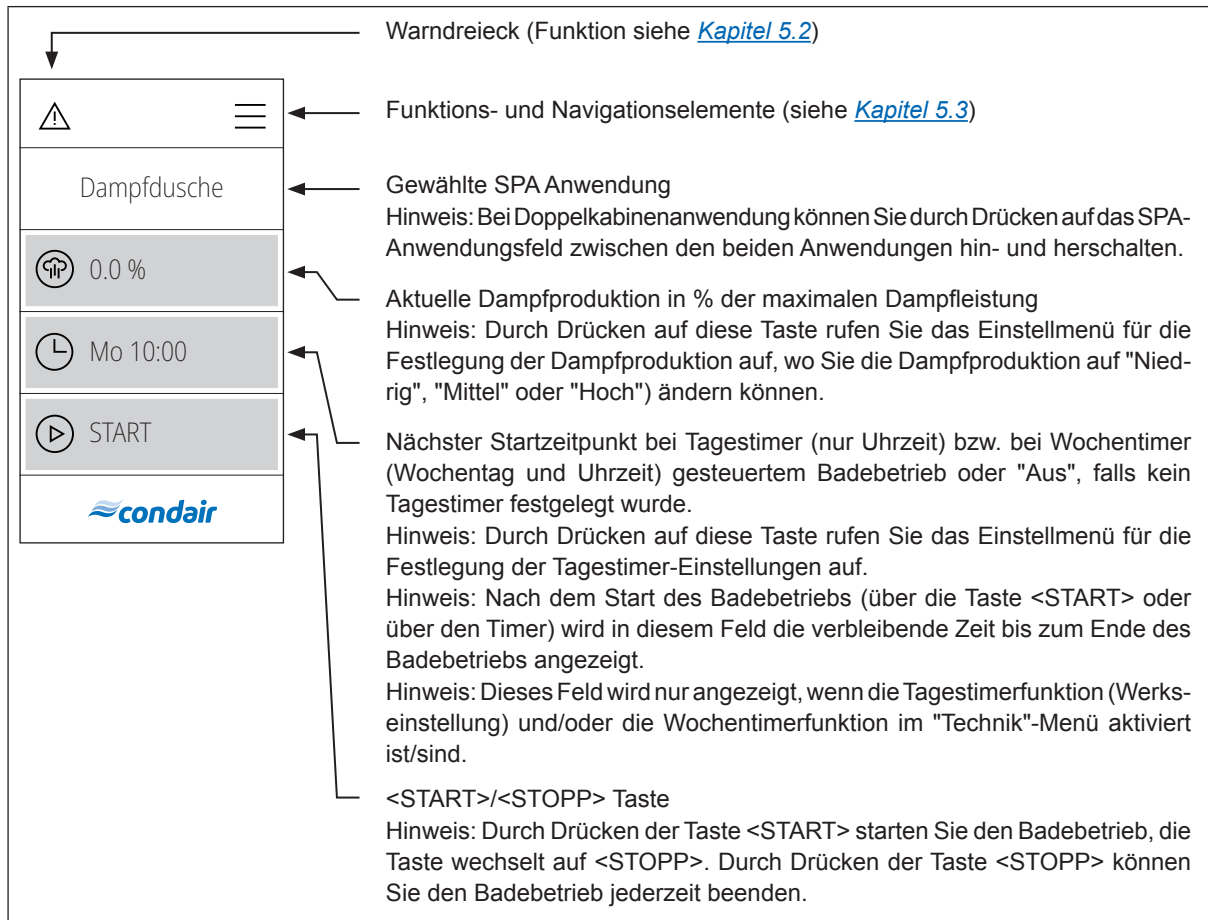 Warndreieck (Funktion siehe Kapitel 5.2)
Funktions- und Navigationselemente (siehe Kapitel 5.3)
Dampfdusche
Gewählte SPA Anwendung
Hinweis: Bei Doppelkabinenanwendung können Sie durch Drücken auf das SPA-
Anwendungsfeld zwischen den beiden Anwendungen hin- und herschalten.
0.0 %
Aktuelle Dampfproduktion in % der maximalen Dampfleistung
Hinweis: Durch Drücken auf diese Taste rufen Sie das Einstellmenü für die
Festlegung der Dampfproduktion auf, wo Sie die Dampfproduktion auf "Nied-
rig", "Mittel" oder "Hoch") ändern können.
Mo 10:00
Nächster Startzeitpunkt bei Tagestimer (nur Uhrzeit) bzw. bei Wochentimer
(Wochentag und Uhrzeit) gesteuertem Badebetrieb oder "Aus", falls kein
Tagestimer festgelegt wurde.
Hinweis: Durch Drücken auf diese Taste rufen Sie das Einstellmenü für die
Festlegung der Tagestimer-Einstellungen auf.
Hinweis: Nach dem Start des Badebetriebs (über die Taste <START> oder
über den Timer) wird in diesem Feld die verbleibende Zeit bis zum Ende des
Badebetriebs angezeigt.
Hinweis: Dieses Feld wird nur angezeigt, wenn die Tagestimerfunktion (Werks-
einstellung) und/oder die Wochentimerfunktion im "Technik"-Menü aktiviert
ist/sind.
START
<START>/<STOPP> Taste
Hinweis: Durch Drücken der Taste <START> starten Sie den Badebetrieb, die
Taste wechselt auf <STOPP>. Durch Drücken der Taste <STOPP> können
Sie den Badebetrieb jederzeit beenden.
condair